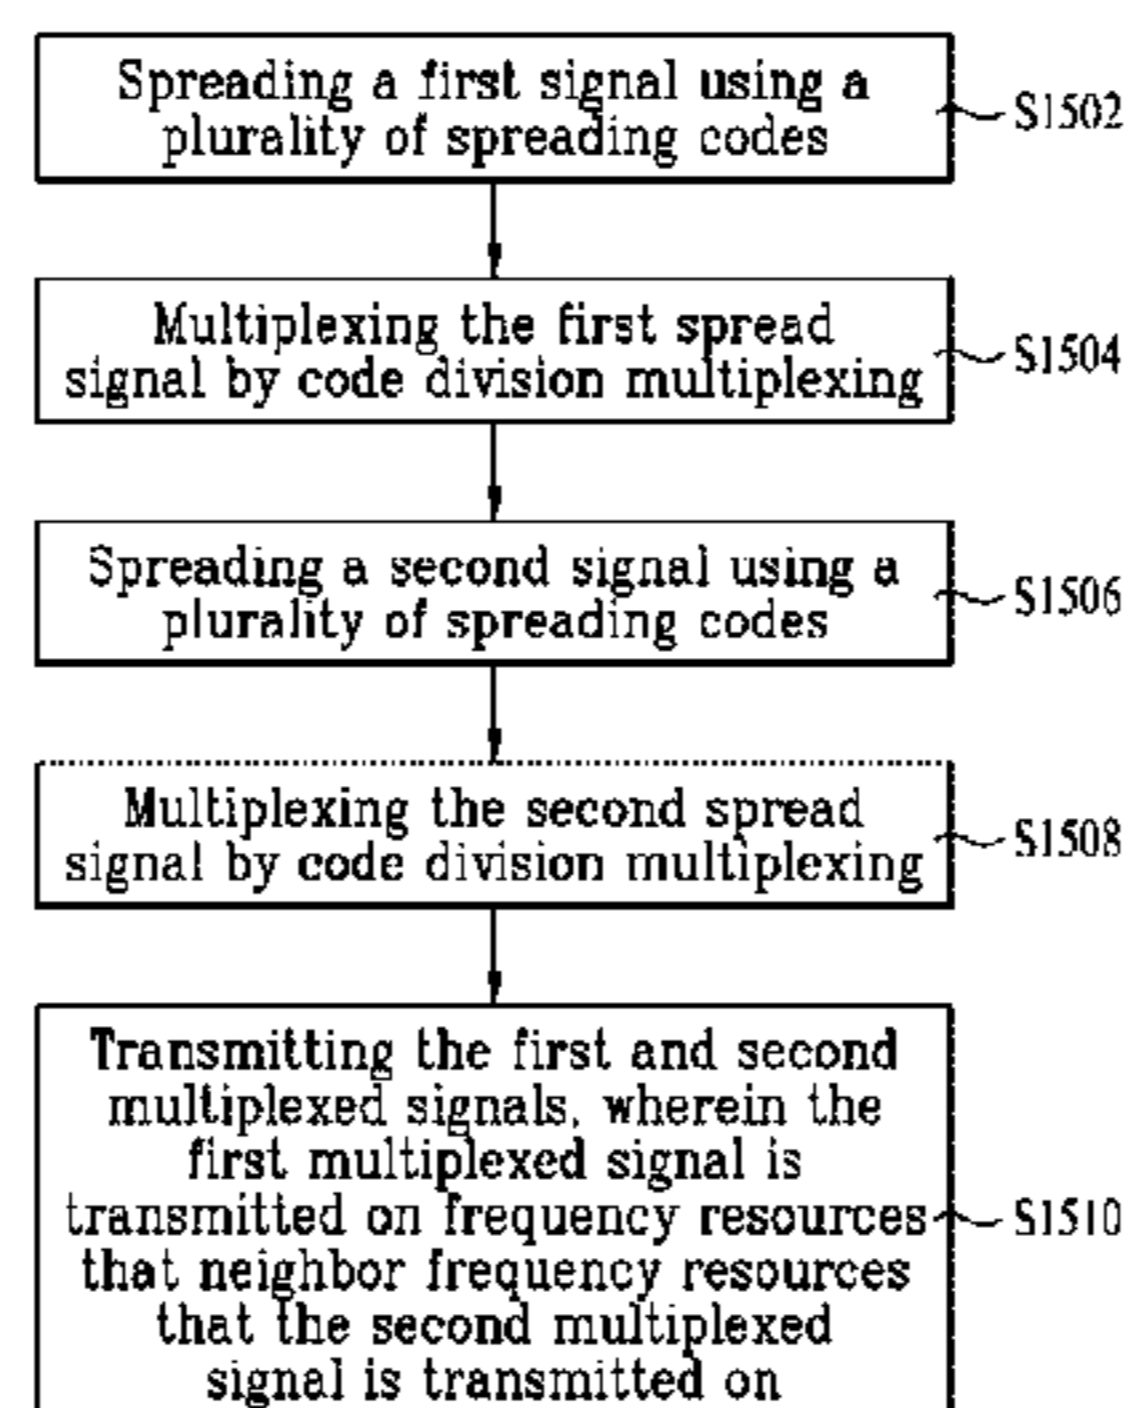 Spreading a first signal using a
plurality of spreading codes
S1502
Multiplexing the first spread
signal by code division multiplexing
S1504
Spreading a second signal using a
plurality of spreading codes
S1506
Multiplexing the second spread
signal by code division multiplexing
S1508
Transmitting the first and second
multiplexed signals, wherein the
first multiplexed signal is
transmitted on frequency resources
that neighbor frequency resources
that the second multiplexed
signal is transmitted on
S1510